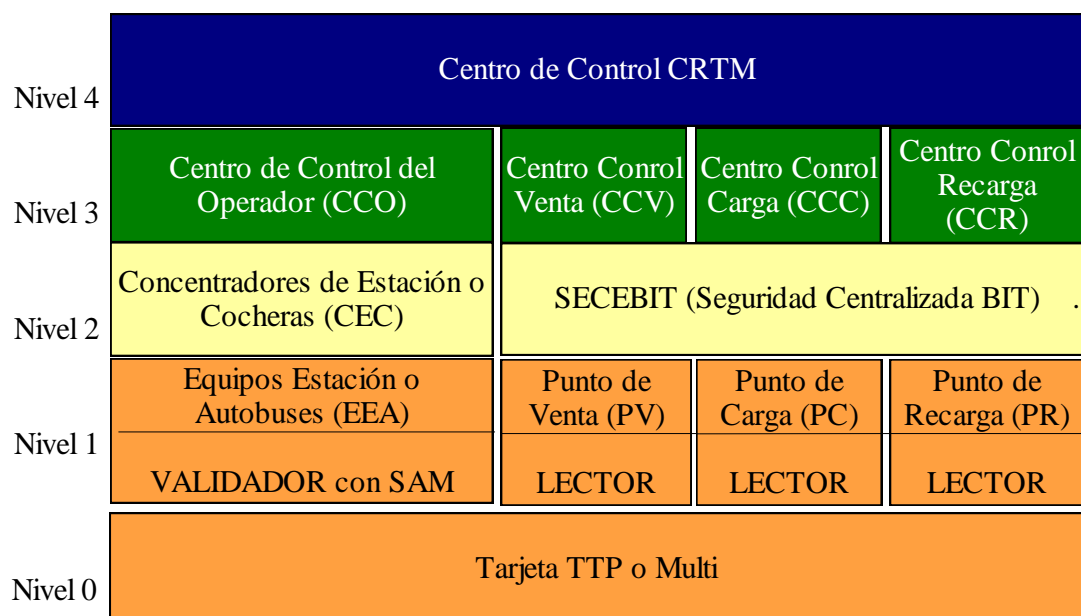 Nivel 4
Centro de Control CRTM
Nivel 3
Centro de Control del
Operador (CCO)
Centro Conrol
Venta (CCV)
Centro Conrol
Carga (CCC)
Centro Conrol
Recarga
(CCR)
Nivel 2
Concentradores de Estación o
Cocheras (CEC)
SECEBIT (Seguridad Centralizada BIT) .
Nivel 1
Equipos Estación o
Autobuses (EEA)
VALIDADOR con SAM
Punto de
Venta (PV)
LECTOR
Punto de
Carga (PC)
LECTOR
Punto de
Recarga (PR)
LECTOR
Nivel 0
Tarjeta TTP o Multi